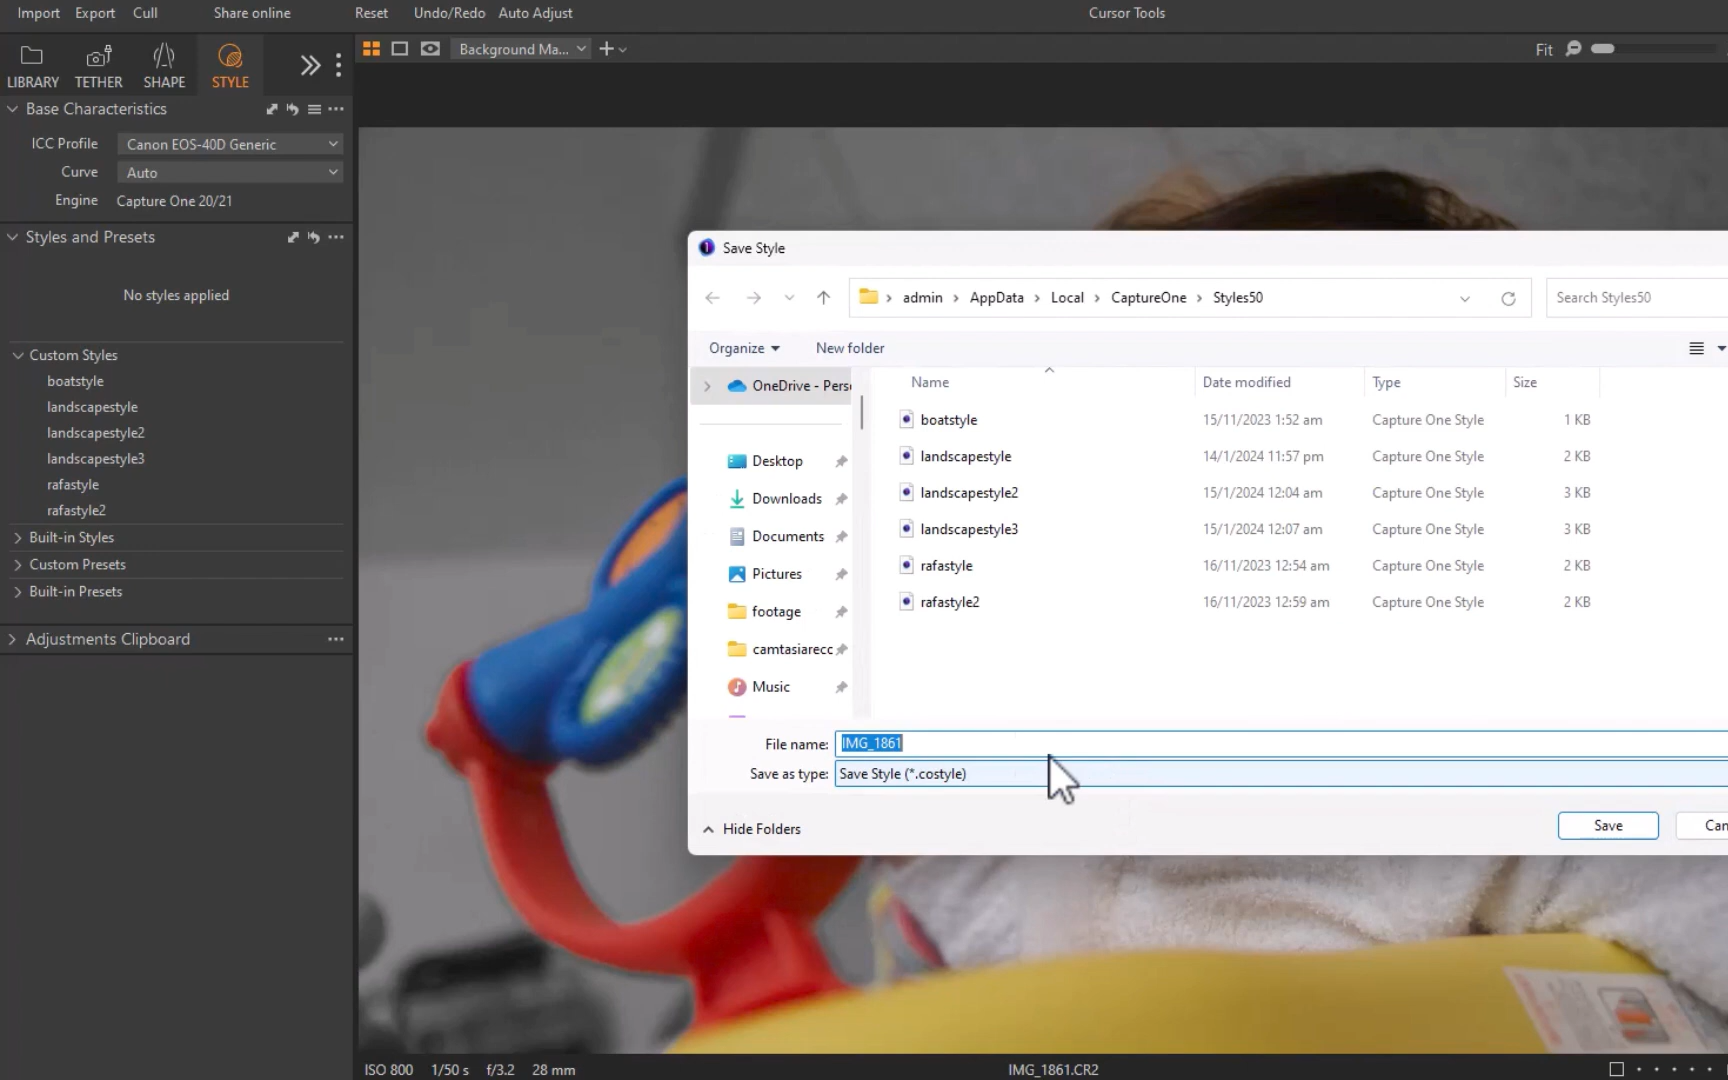 Import Export Cull Share online Reset Undo/Redo Auto Adjust Cursor Tools
LIBRARY TETHER SHAPE STYLE
Background Ma...
Fit
Base Characteristics
ICC Profile Canon EOS-40D Generic
Curve Auto
Engine Capture One 20/21
Styles and Presets
No styles applied
Custom Styles
boatstyle
landscapestyle
landscapestyle2
landscapestyle3
rafastyle
rafastyle2
Built-in Styles
Custom Presets
Built-in Presets
Adjustments Clipboard
Save Style
admin › AppData › Local › CaptureOne › Styles50
Search Styles50
Organize New folder
OneDrive - Pers
Desktop
Downloads
Documents
Pictures
footage
camtasiarecc
Music
Name Date modified Type Size
boatstyle 15/11/2023 1:52 am Capture One Style 1 KB
landscapestyle 14/1/2024 11:57 pm Capture One Style 2 KB
landscapestyle2 15/1/2024 12:04 am Capture One Style 3 KB
landscapestyle3 15/1/2024 12:07 am Capture One Style 3 KB
rafastyle 16/11/2023 12:54 am Capture One Style 2 KB
rafastyle2 16/11/2023 12:59 am Capture One Style 2 KB
File name: IMG_1861
Save as type: Save Style (*.costyle)
Hide Folders
Save Can
ISO 800 1/50 s f/3.2 28 mm IMG_1861.CR2